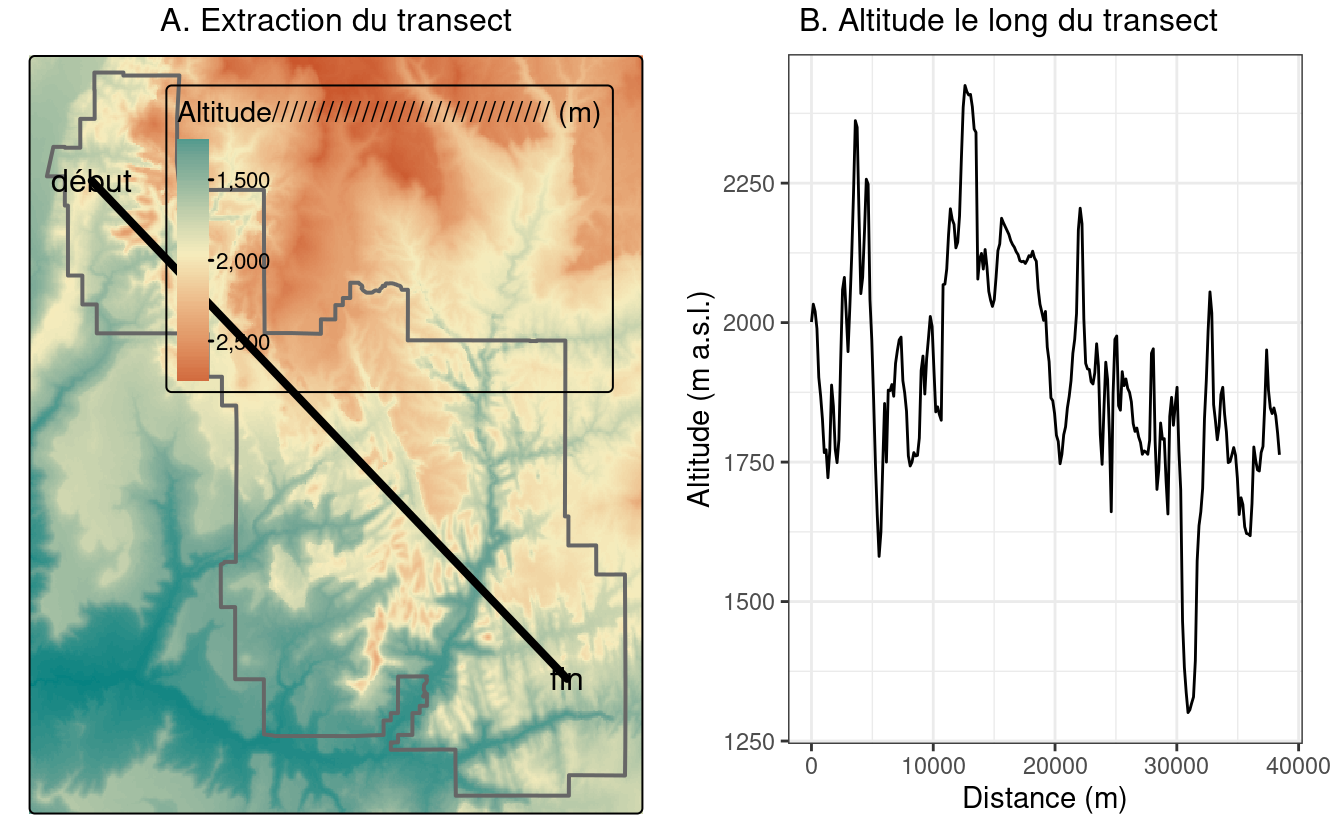 A. Extraction du transect
Altitude////////////////////////////// (m)
début
1,500
2,000
2,500
fin
B. Altitude le long du transect
Altitude (m a.s.l.)
2250
2000
1750
1500
1250
0 10000 20000 30000 40000
Distance (m)